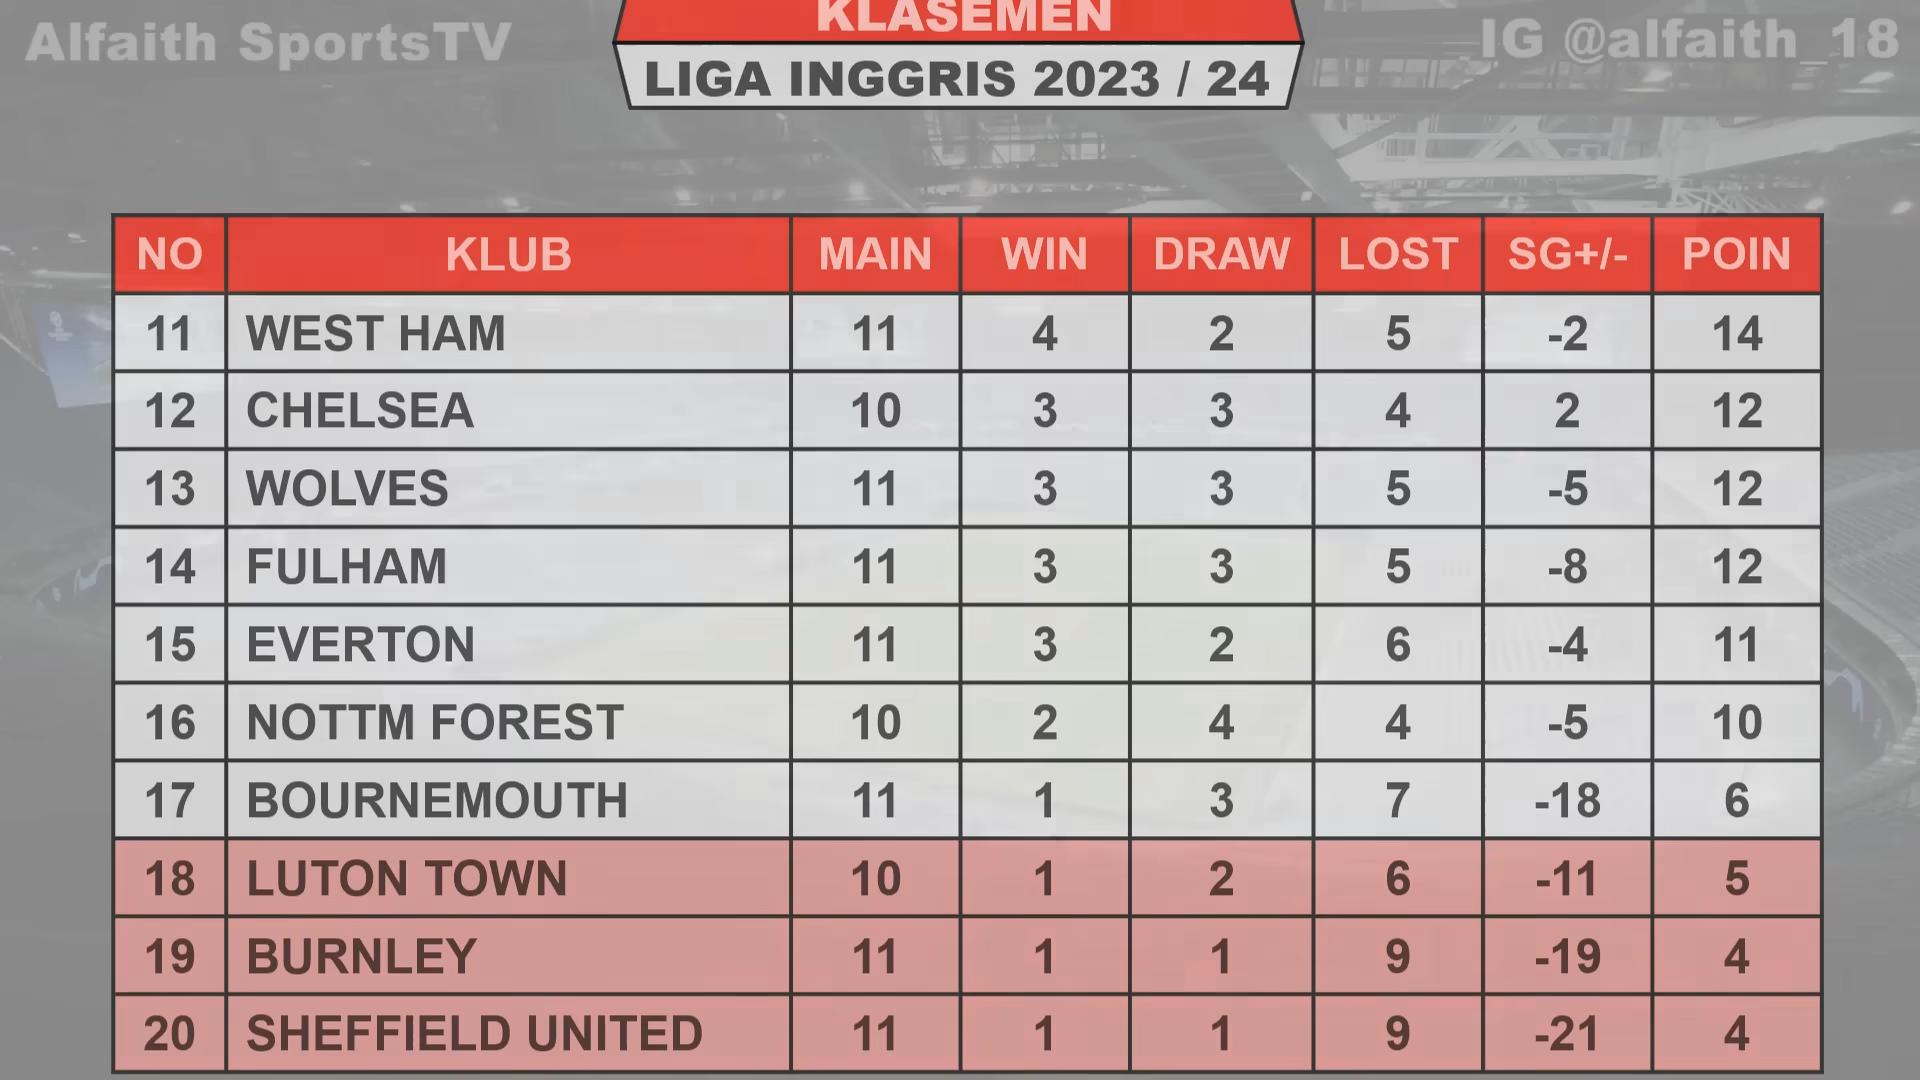 Alfaith SportsTV
KLASEMEN
IG @alfaith_18
LIGA INGGRIS 2023 / 24
NO KLUB MAIN WIN DRAW LOST SG+/- POIN
11 WEST HAM 11 4 2 5 -2 14
12 CHELSEA 10 3 3 4 2 12
13 WOLVES 11 3 3 5 -5 12
14 FULHAM 11 3 3 5 -8 12
15 EVERTON 11 3 2 6 -4 11
16 NOTTM FOREST 10 2 4 4 -5 10
17 BOURNEMOUTH 11 1 3 7 -18 6
18 LUTON TOWN 10 1 2 6 -11 5
19 BURNLEY 11 1 1 9 -19 4
20 SHEFFIELD UNITED 11 1 1 9 -21 4